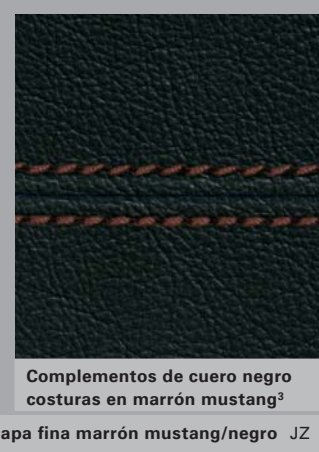 Complementos de cuero negro
costuras en marrón mustang³
apa fina marrón mustang/negro JZ